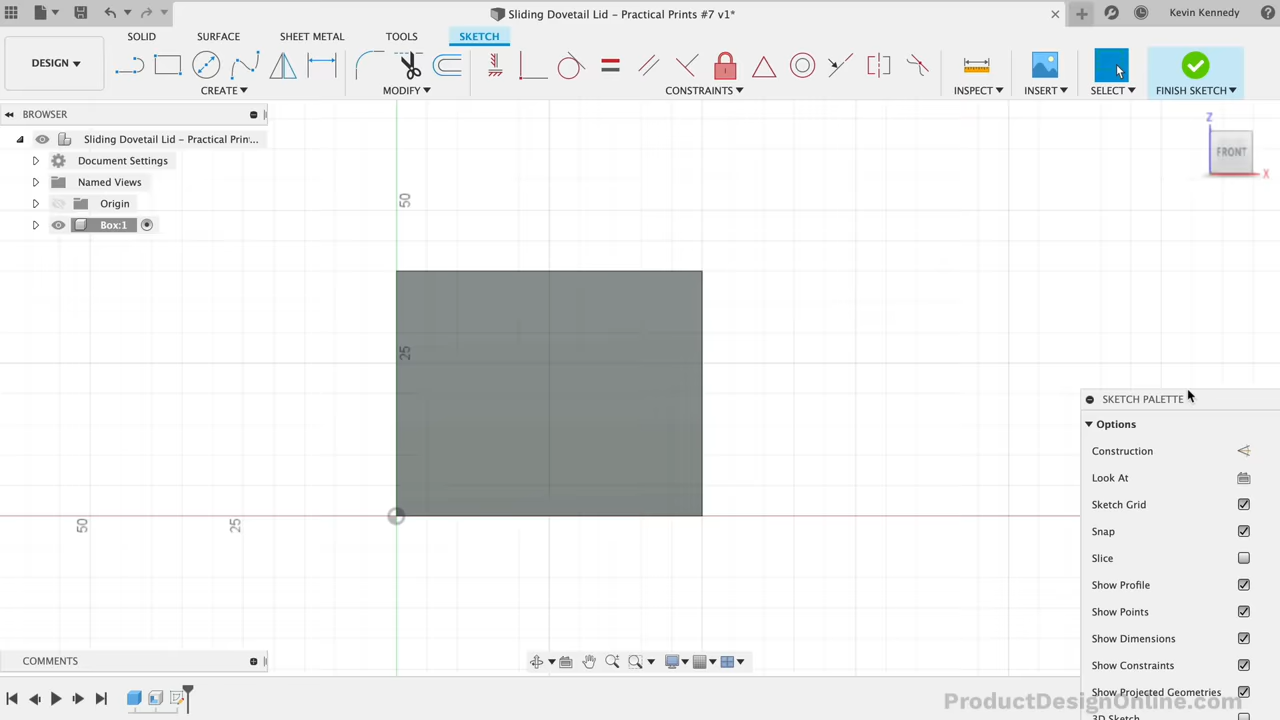 Sliding Dovetail Lid – Practical Prints #7 v1*
Kevin Kennedy
DESIGN
SOLID
SURFACE
SHEET METAL
TOOLS
SKETCH
CREATE
MODIFY
CONSTRAINTS
INSPECT
INSERT
SELECT
FINISH SKETCH
BROWSER
Sliding Dovetail Lid – Practical Prin...
Document Settings
Named Views
Origin
Box:1
Z
FRONT
X
50
25
50
25
SKETCH PALETTE
Options
Construction
Look At
Sketch Grid
Snap
Slice
Show Profile
Show Points
Show Dimensions
Show Constraints
Show Projected Geometries
3D Sketch
COMMENTS
ProductDesignOnline.com